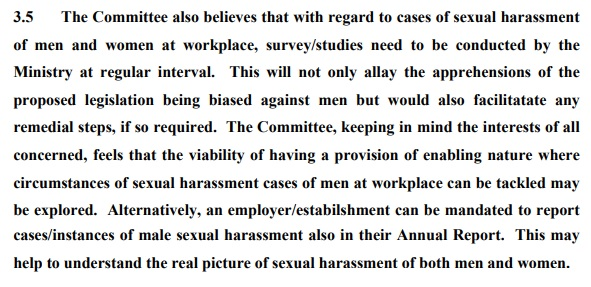 3.5 The Committee also believes that with regard to cases of sexual harassment
of men and women at workplace, survey/studies need to be conducted by the
Ministry at regular interval. This will not only allay the apprehensions of the
proposed legislation being biased against men but would also facilitatate any
remedial steps, if so required. The Committee, keeping in mind the interests of all
concerned, feels that the viability of having a provision of enabling nature where
circumstances of sexual harassment cases of men at workplace can be tackled may
be explored. Alternatively, an employer/estabilshment can be mandated to report
cases/instances of male sexual harassment also in their Annual Report. This may
help to understand the real picture of sexual harassment of both men and women.